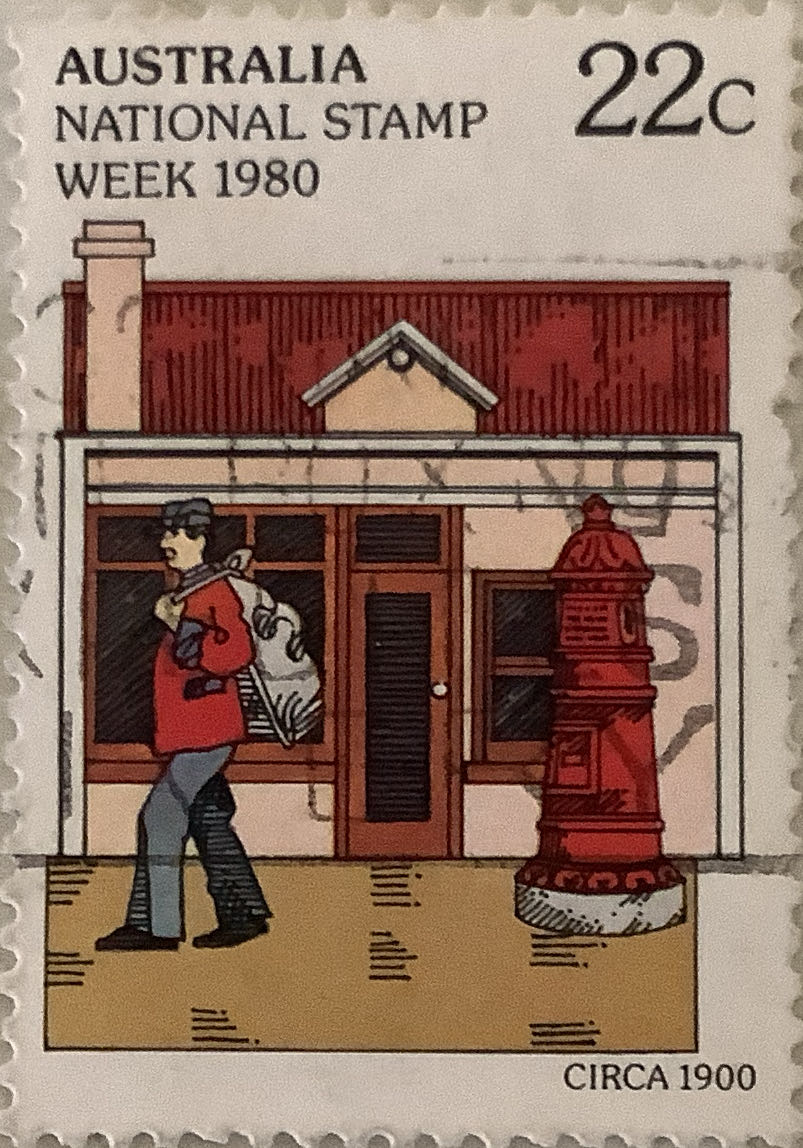 AUSTRALIA
NATIONAL STAMP
WEEK 1980
22c
CIRCA 1900